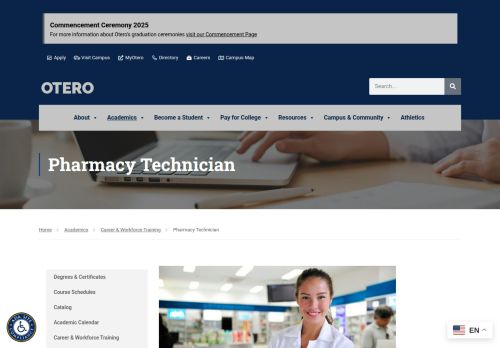 Commencement Ceremony 2025
For more information about Otero's graduation ceremonies visit our Commencement Page
Apply Visit Campus MyOtero Directory Careers Campus Map
OTERO
Search...
About Academics Become a Student Pay for College Resources Campus & Community Athletics
Pharmacy Technician
Home Academics Career & Workforce Training Pharmacy Technician
Degrees & Certificates
Course Schedules
Catalog
Academic Calendar
Career & Workforce Training
EN